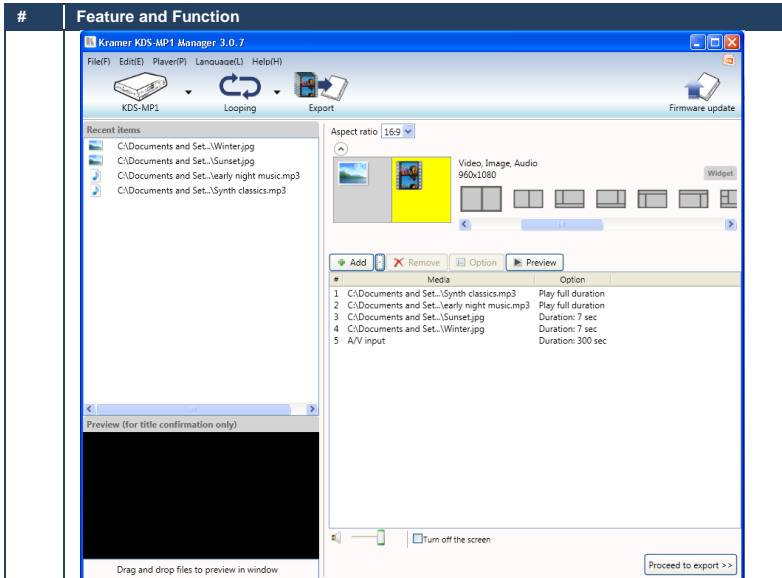 # Feature and Function
Kramer KDS-MP1 Manager 3.0.7
File(F) Edit(E) Player(P) Language(L) Help(H)
KDS-MP1 Looping Export Firmware update
Recent items
C:\Documents and Set...\Winter.jpg
C:\Documents and Set...\Sunset.jpg
C:\Documents and Set...\early night music.mp3
C:\Documents and Set...\Synth classics.mp3
Aspect ratio 16:9
Video, Image, Audio
960x1080
Widget
Add Remove Option Preview
# Media Option
1 C:\Documents and Set...\Synth classics.mp3 Play full duration
2 C:\Documents and Set...\early night music.mp3 Play full duration
3 C:\Documents and Set...\Sunset.jpg Duration: 7 sec
4 C:\Documents and Set...\Winter.jpg Duration: 7 sec
5 A/V input Duration: 300 sec
Preview (for title confirmation only)
Turn off the screen
Drag and drop files to preview in window
Proceed to export >>